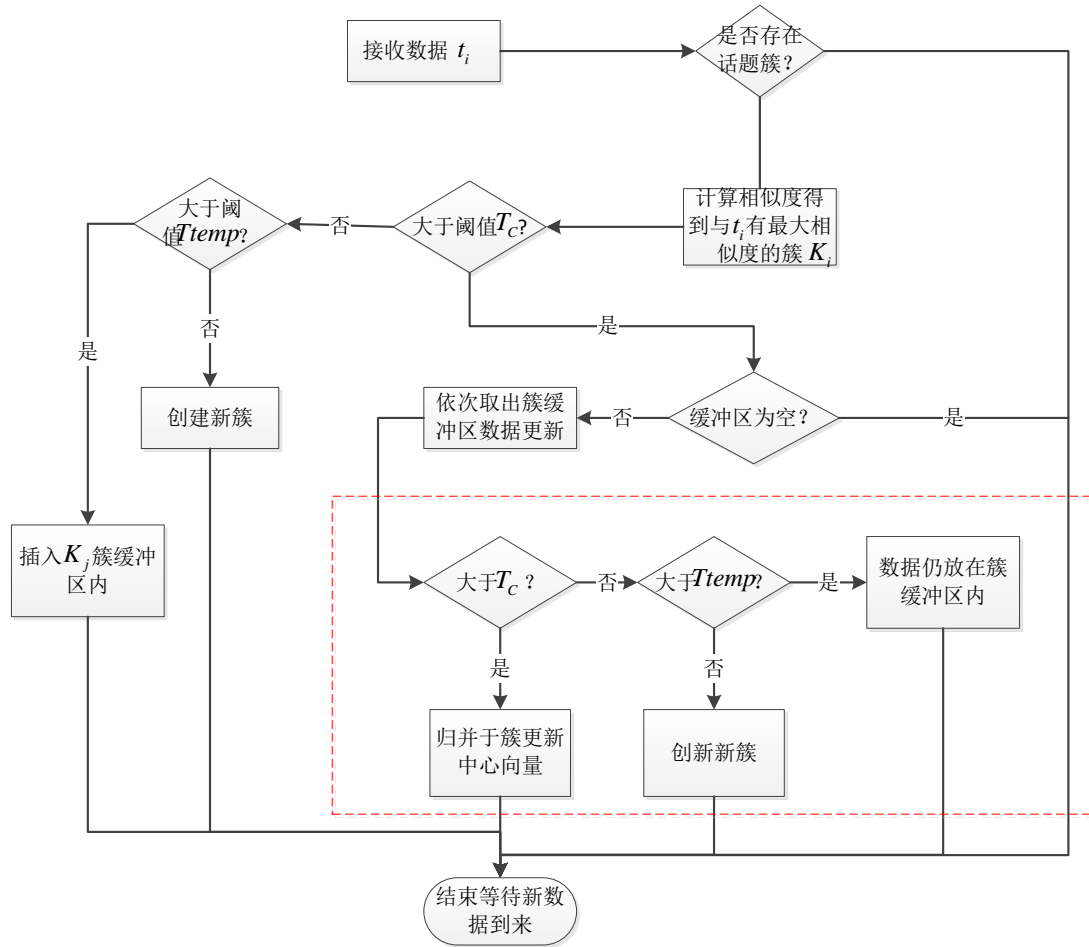 接收数据 t_i
是否存在
话题簇？
计算相似度得
到与t_i有最大相
似度的簇K_i
大于阈值T_C?
否
大于阈
值Ttemp?
是
否
是
创建新簇
依次取出簇缓
冲区数据更新
否
缓冲区为空？
是
插入K_j簇缓冲
区内
大于T_C？
否
大于Ttemp?
是
数据仍放在簇
缓冲区内
是
否
归并于簇更新
中心向量
创新新簇
结束等待新数
据到来